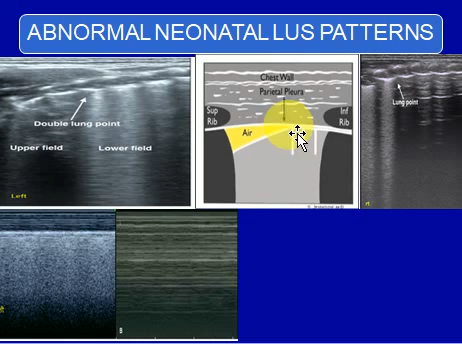 ABNORMAL NEONATAL LUS PATTERNS
Double lung point
Upper field
Lower field
Left
Chest Wall
Parietal Pleura
Sup
Rib
Inf
Rib
Air
Lung point
B